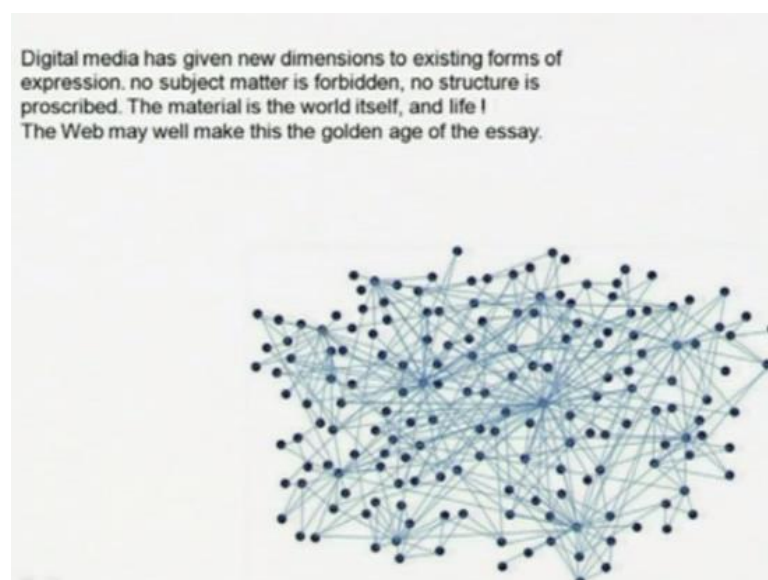 Digital media has given new dimensions to existing forms of
expression. no subject matter is forbidden, no structure is
proscribed. The material is the world itself, and life !
The Web may well make this the golden age of the essay.